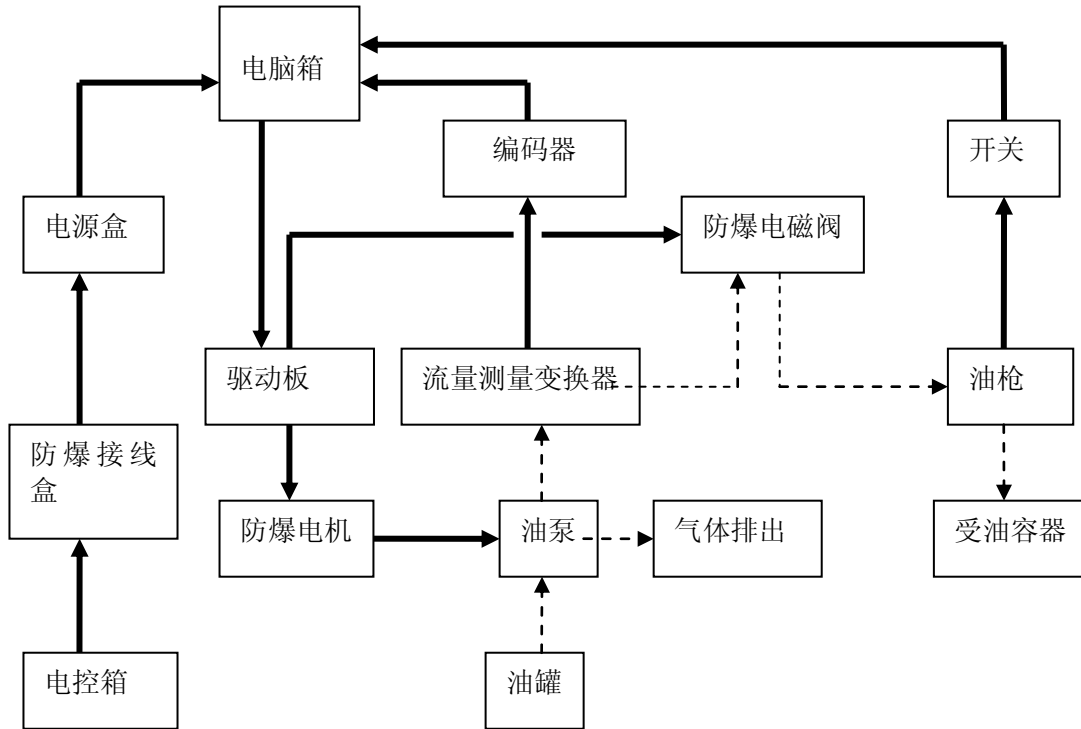 电脑箱
编码器
开关
电源盒
防爆电磁阀
驱动板
流量测量变换器
油枪
防爆接线
盒
防爆电机
油泵
气体排出
受油容器
电控箱
油罐